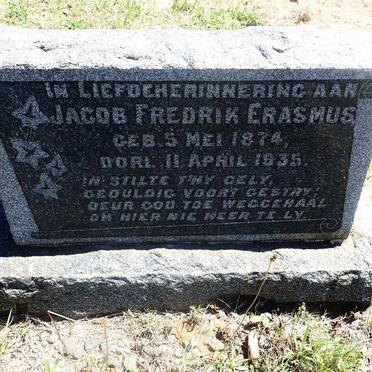 IN LIEFDEHERINNERING AAN
JACOB FREDRIK ERASMUS
GEB. 5 MEI 1874,
OORL. 11 APRIL 1935.
IN STILTE T'HY GELY,
GEDULDIG VOORT GESTRY;
DEUR GOD TOE WEGGEHAAL
OM HIER NIE MEER TE LY.